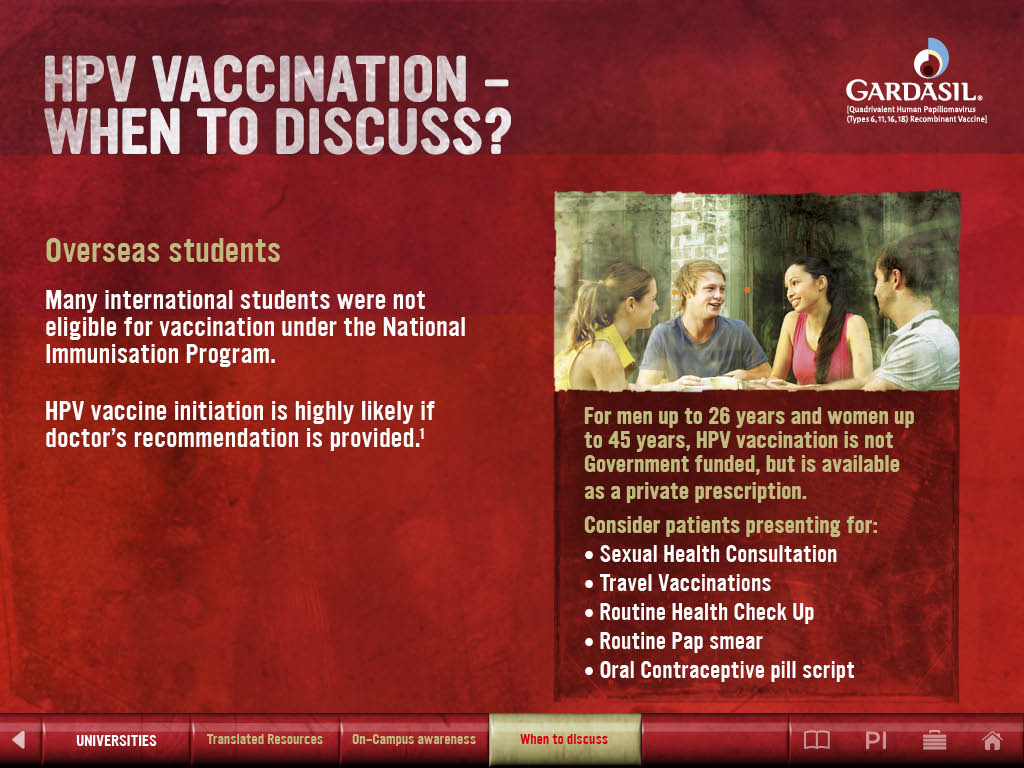 HPV VACCINATION –
WHEN TO DISCUSS?
GARDASIL®
[Quadrivalent Human Papillomavirus
(Types 6, 11, 16, 18) Recombinant Vaccine]
Overseas students
Many international students were not
eligible for vaccination under the National
Immunisation Program.
HPV vaccine initiation is highly likely if
doctor's recommendation is provided.¹
For men up to 26 years and women up
to 45 years, HPV vaccination is not
Government funded, but is available
as a private prescription.
Consider patients presenting for:
• Sexual Health Consultation
• Travel Vaccinations
• Routine Health Check Up
• Routine Pap smear
• Oral Contraceptive pill script
UNIVERSITIES
Translated Resources
On-Campus awareness
When to discuss
PI